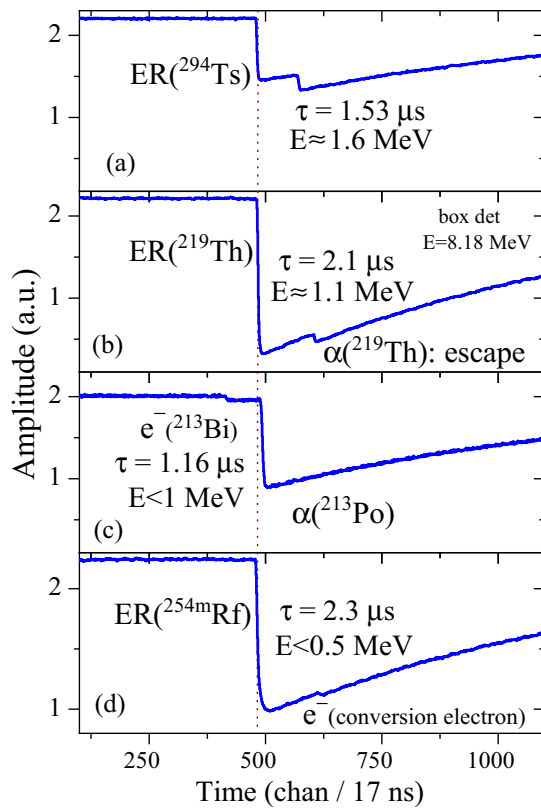 2
ER(²⁹⁴Ts)
τ = 1.53 μs
E≈1.6 MeV
1
(a)
2
box det
E=8.18 MeV
ER(²¹⁹Th)
τ = 2.1 μs
E≈1.1 MeV
1
(b)
α(²¹⁹Th): escape
2
e⁻(²¹³Bi)
τ = 1.16 μs
E<1 MeV
1
α(²¹³Po)
(c)
2
ER(²⁵⁴ᵐRf)
τ = 2.3 μs
E<0.5 MeV
1
(d)
e⁻(conversion electron)
250
500
750
1000
Amplitude (a.u.)
Time (chan / 17 ns)